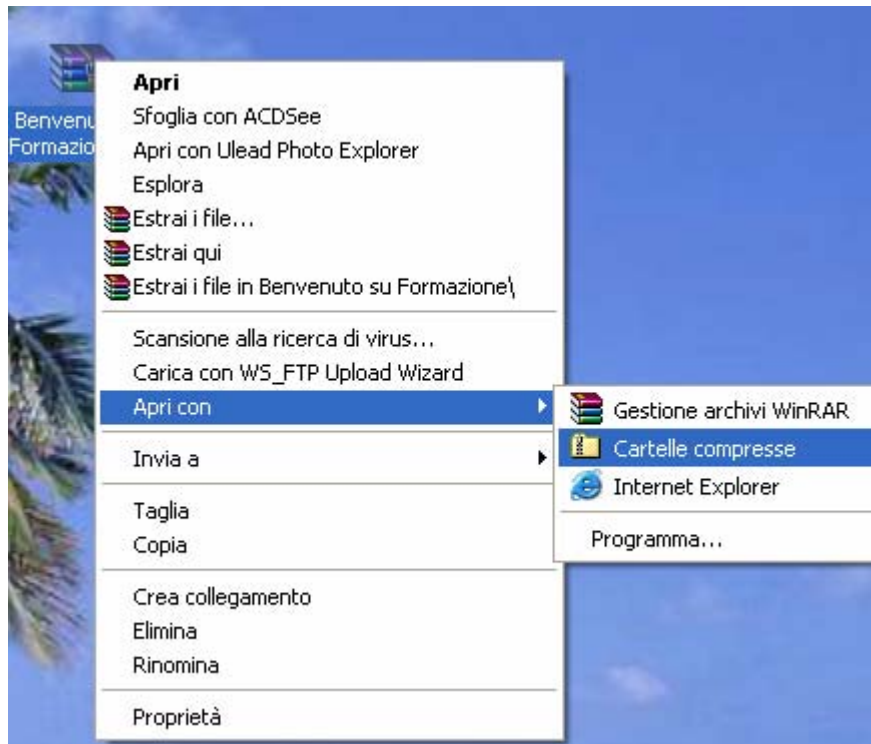 Benvenu
Formazio
Apri
Sfoglia con ACDSee
Apri con Ulead Photo Explorer
Esplora
Estrai i file...
Estrai qui
Estrai i file in Benvenuto su Formazione\
Scansione alla ricerca di virus...
Carica con WS_FTP Upload Wizard
Apri con
Invia a
Taglia
Copia
Crea collegamento
Elimina
Rinomina
Proprietà
Gestione archivi WinRAR
Cartelle compresse
Internet Explorer
Programma...